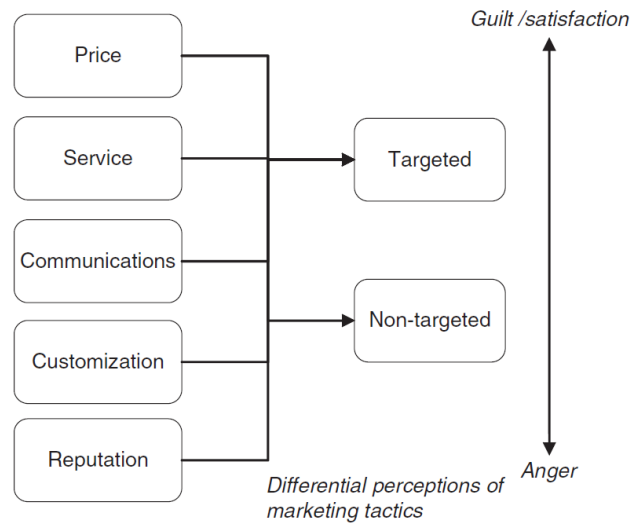 Guilt /satisfaction
Price
Service
Targeted
Communications
Non-targeted
Customization
Reputation
Anger
Differential perceptions of
marketing tactics